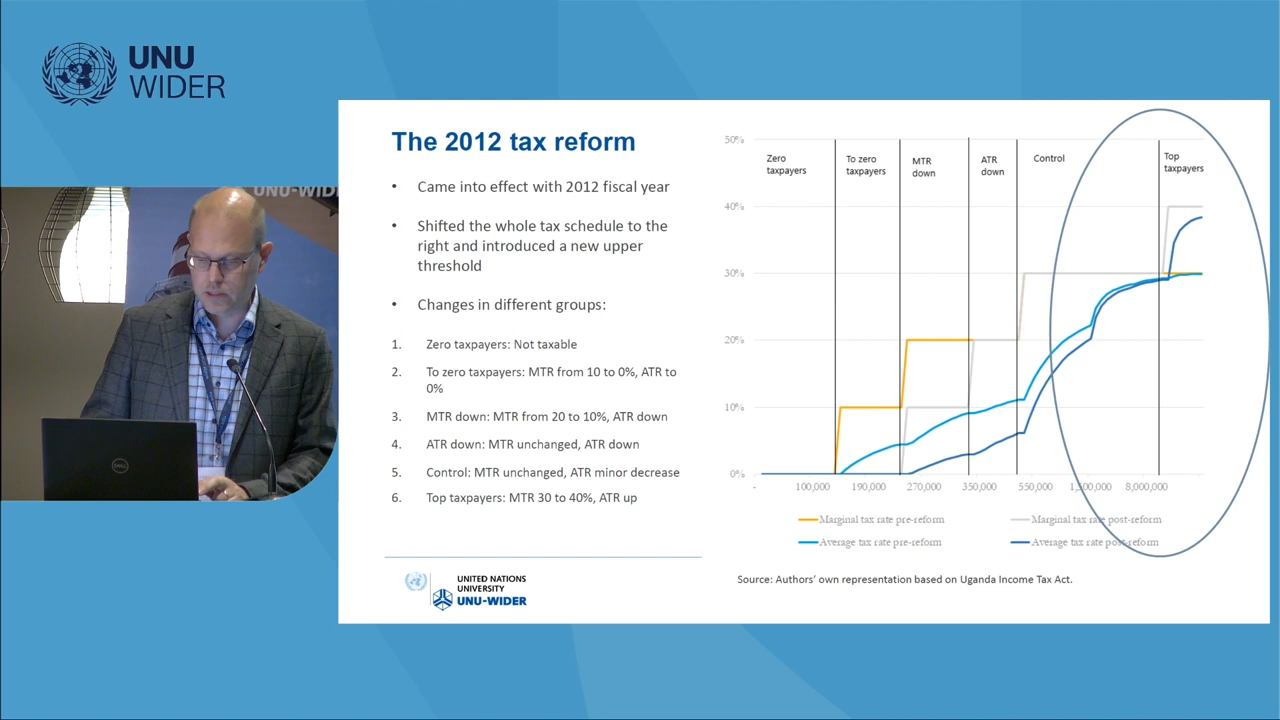 UNU
WIDER
UNU-WID
The 2012 tax reform
• Came into effect with 2012 fiscal year
• Shifted the whole tax schedule to the
right and introduced a new upper
threshold
• Changes in different groups:
1. Zero taxpayers: Not taxable
2. To zero taxpayers: MTR from 10 to 0%, ATR to
0%
3. MTR down: MTR from 20 to 10%, ATR down
4. ATR down: MTR unchanged, ATR down
5. Control: MTR unchanged, ATR minor decrease
6. Top taxpayers: MTR 30 to 40%, ATR up
UNITED NATIONS
UNIVERSITY
UNU-WIDER
50%
40%
30%
20%
10%
0%
Zero
taxpayers
To zero
taxpayers
MTR
down
ATR
down
Control
Top
taxpayers
- 100,000 190,000 270,000 350,000 550,000 1,500,000 8,000,000
Marginal tax rate pre-reform Marginal tax rate post-reform
Average tax rate pre-reform Average tax rate post-reform
Source: Authors' own representation based on Uganda Income Tax Act.
DELL